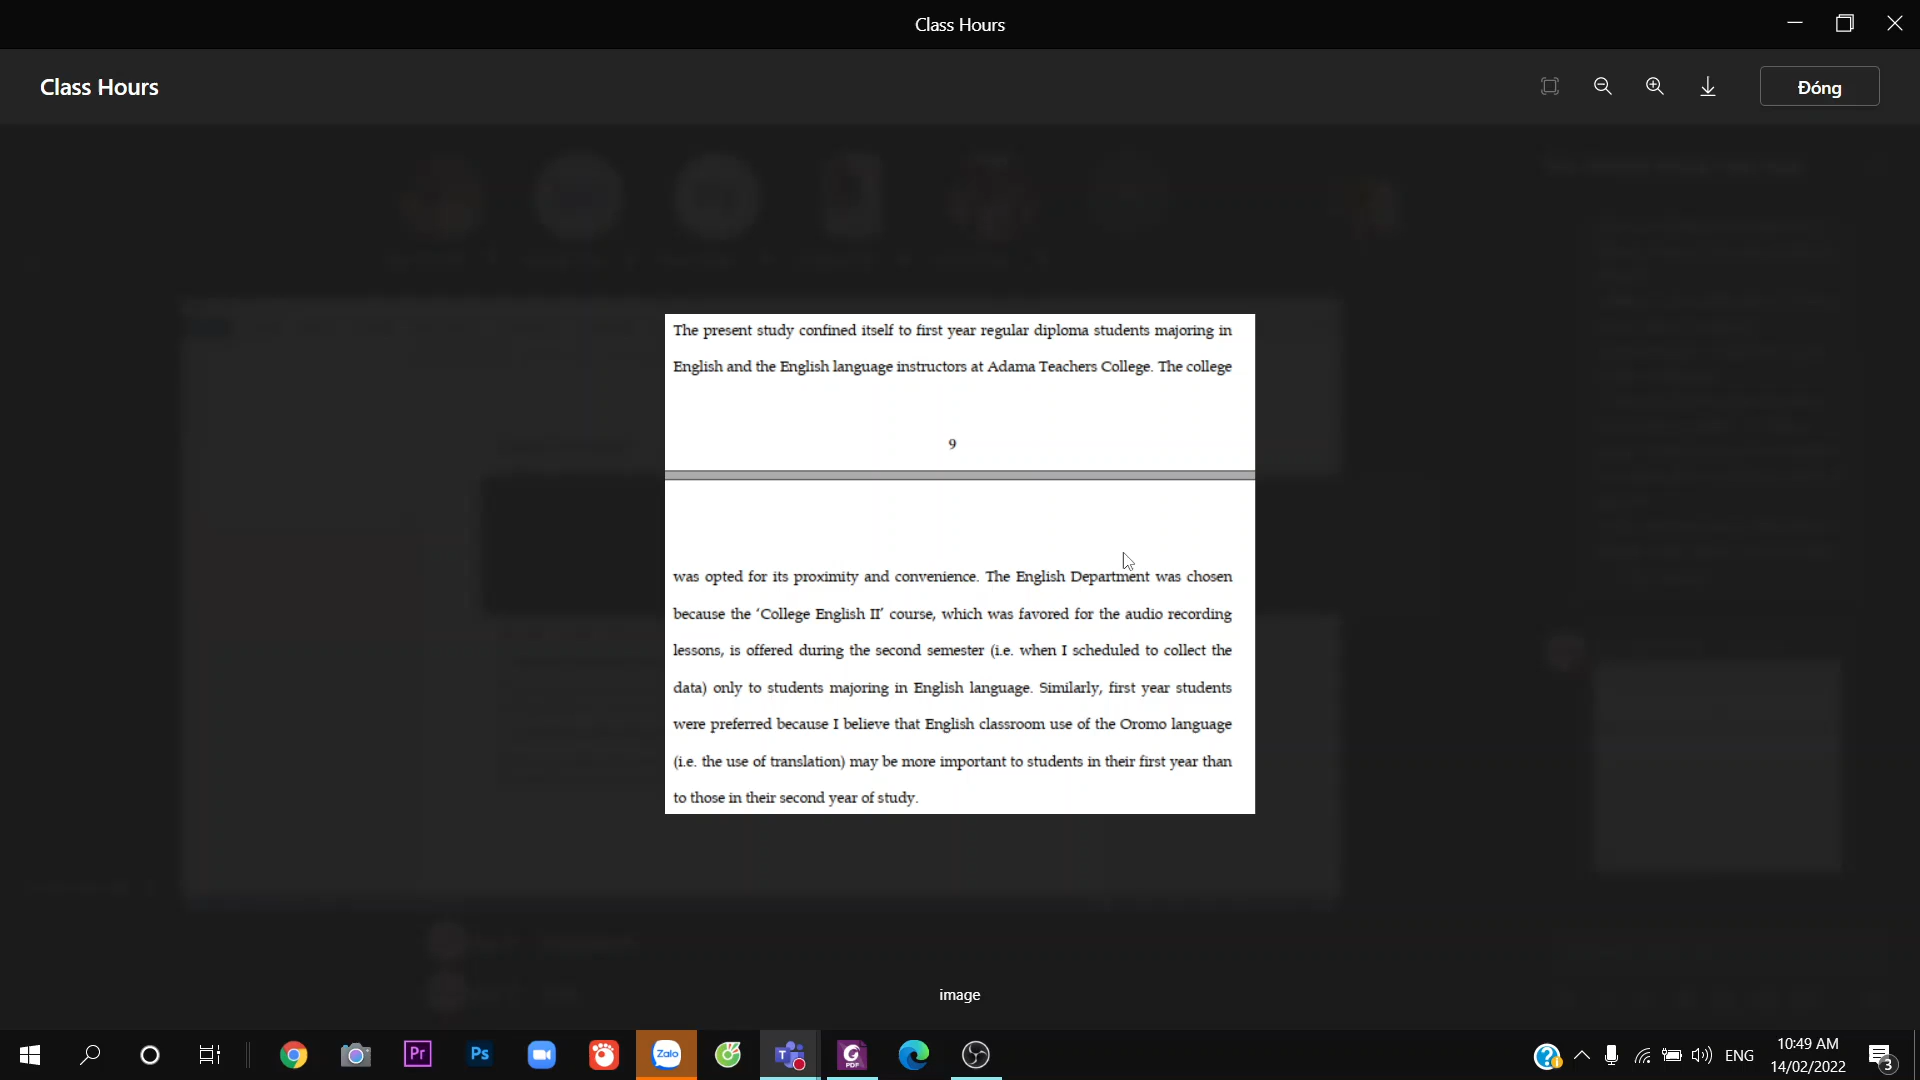 Class Hours
Class Hours
Đóng
The present study confined itself to first year regular diploma students majoring in
English and the English language instructors at Adama Teachers College. The college
9
was opted for its proximity and convenience. The English Department was chosen
because the ‘College English II’ course, which was favored for the audio recording
lessons, is offered during the second semester (i.e. when I scheduled to collect the
data) only to students majoring in English language. Similarly, first year students
were preferred because I believe that English classroom use of the Oromo language
(i.e. the use of translation) may be more important to students in their first year than
to those in their second year of study.
image
Pr
Ps
Zalo
T
PDF
ENG
10:49 AM
14/02/2022
3